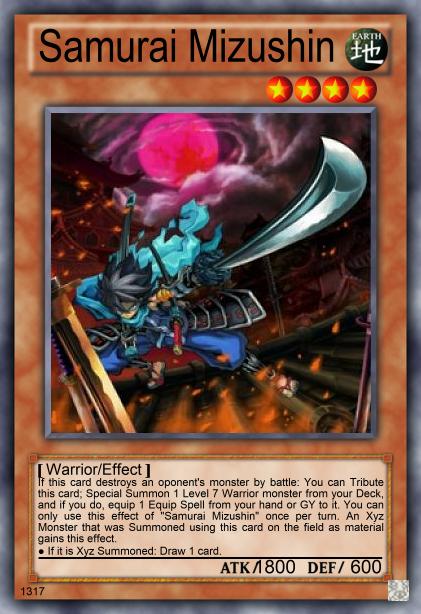 Samurai Mizushin
EARTH
地
[ Warrior/Effect ]
If this card destroys an oponent's monster by battle: You can Tribute
this card; Special Summon 1 Level 7 Warrior monster from your Deck,
and if you do, equip 1 Equip Spell from your hand or GY to it. You can
only use this effect of "Samurai Mizushin" once per turn. An Xyz
Monster that was Summoned using this card on the field as material
gains this effect.
● If it is Xyz Summoned: Draw 1 card.
ATK/1800 DEF/ 600
1317